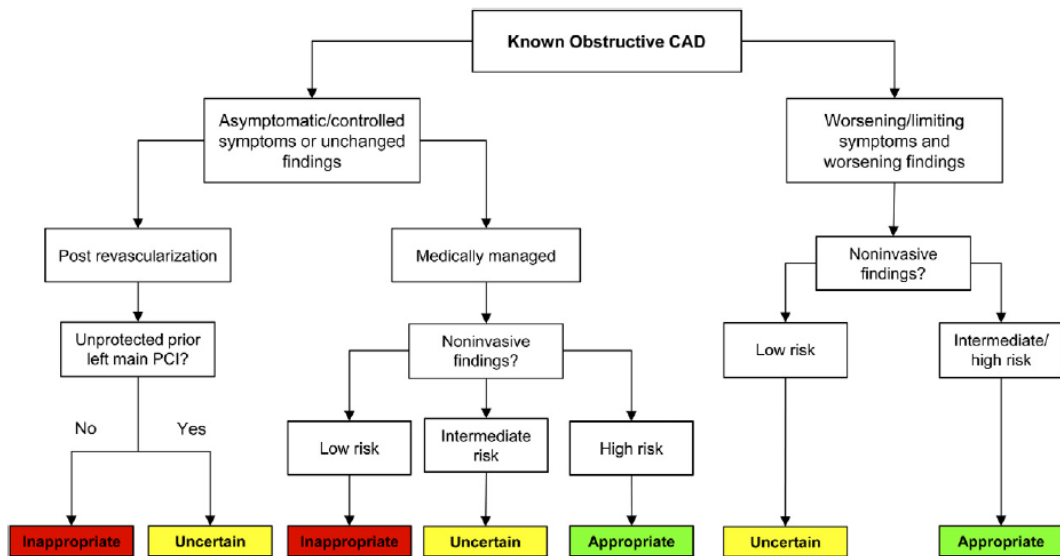 Known Obstructive CAD
Asymptomatic/controlled
symptoms or unchanged
findings
Worsening/limiting
symptoms and
worsening findings
Post revascularization
Medically managed
Noninvasive
findings?
Unprotected prior
left main PCI?
Noninvasive
findings?
Low risk
Intermediate/
high risk
No
Yes
Low risk
Intermediate
risk
High risk
Inappropriate
Uncertain
Inappropriate
Uncertain
Appropriate
Uncertain
Appropriate